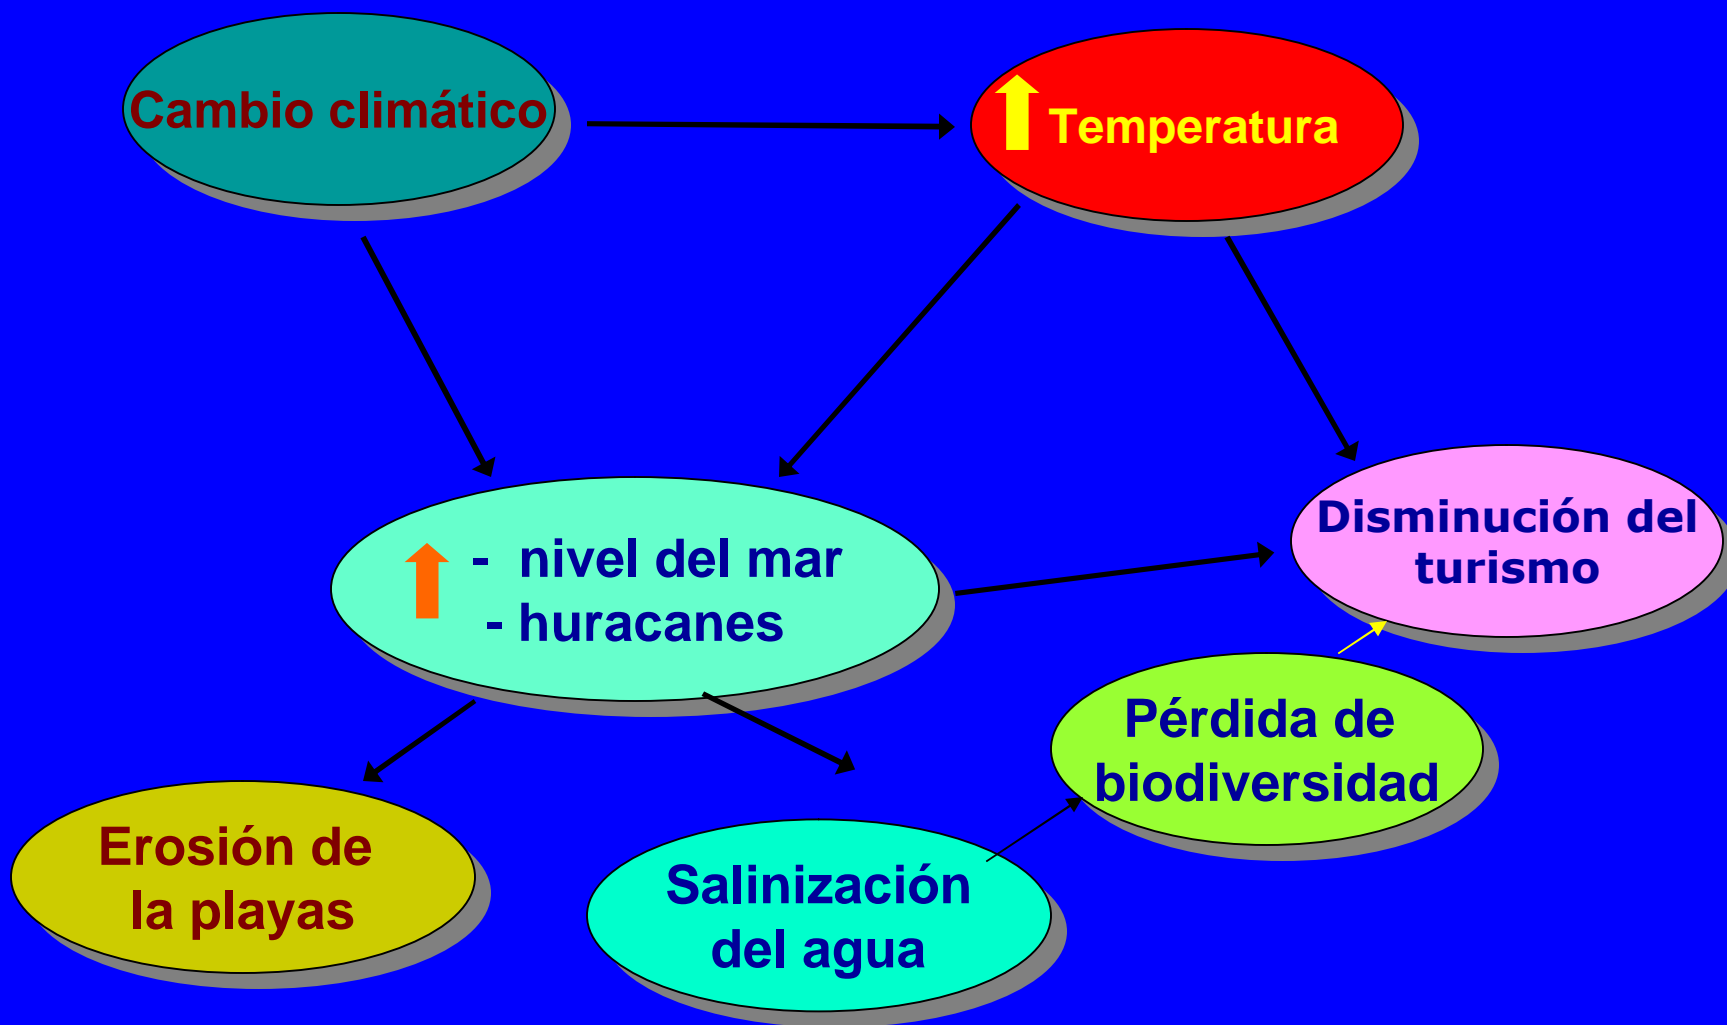 Cambio climático
Temperatura
- nivel del mar
- huracanes
Disminución del
turismo
Pérdida de
biodiversidad
Erosión de
la playas
Salinización
del agua